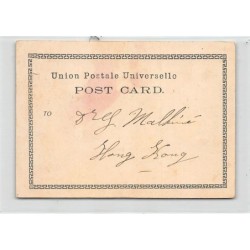 Union Postale Universelle
POST CARD.
TO
Hong Kong